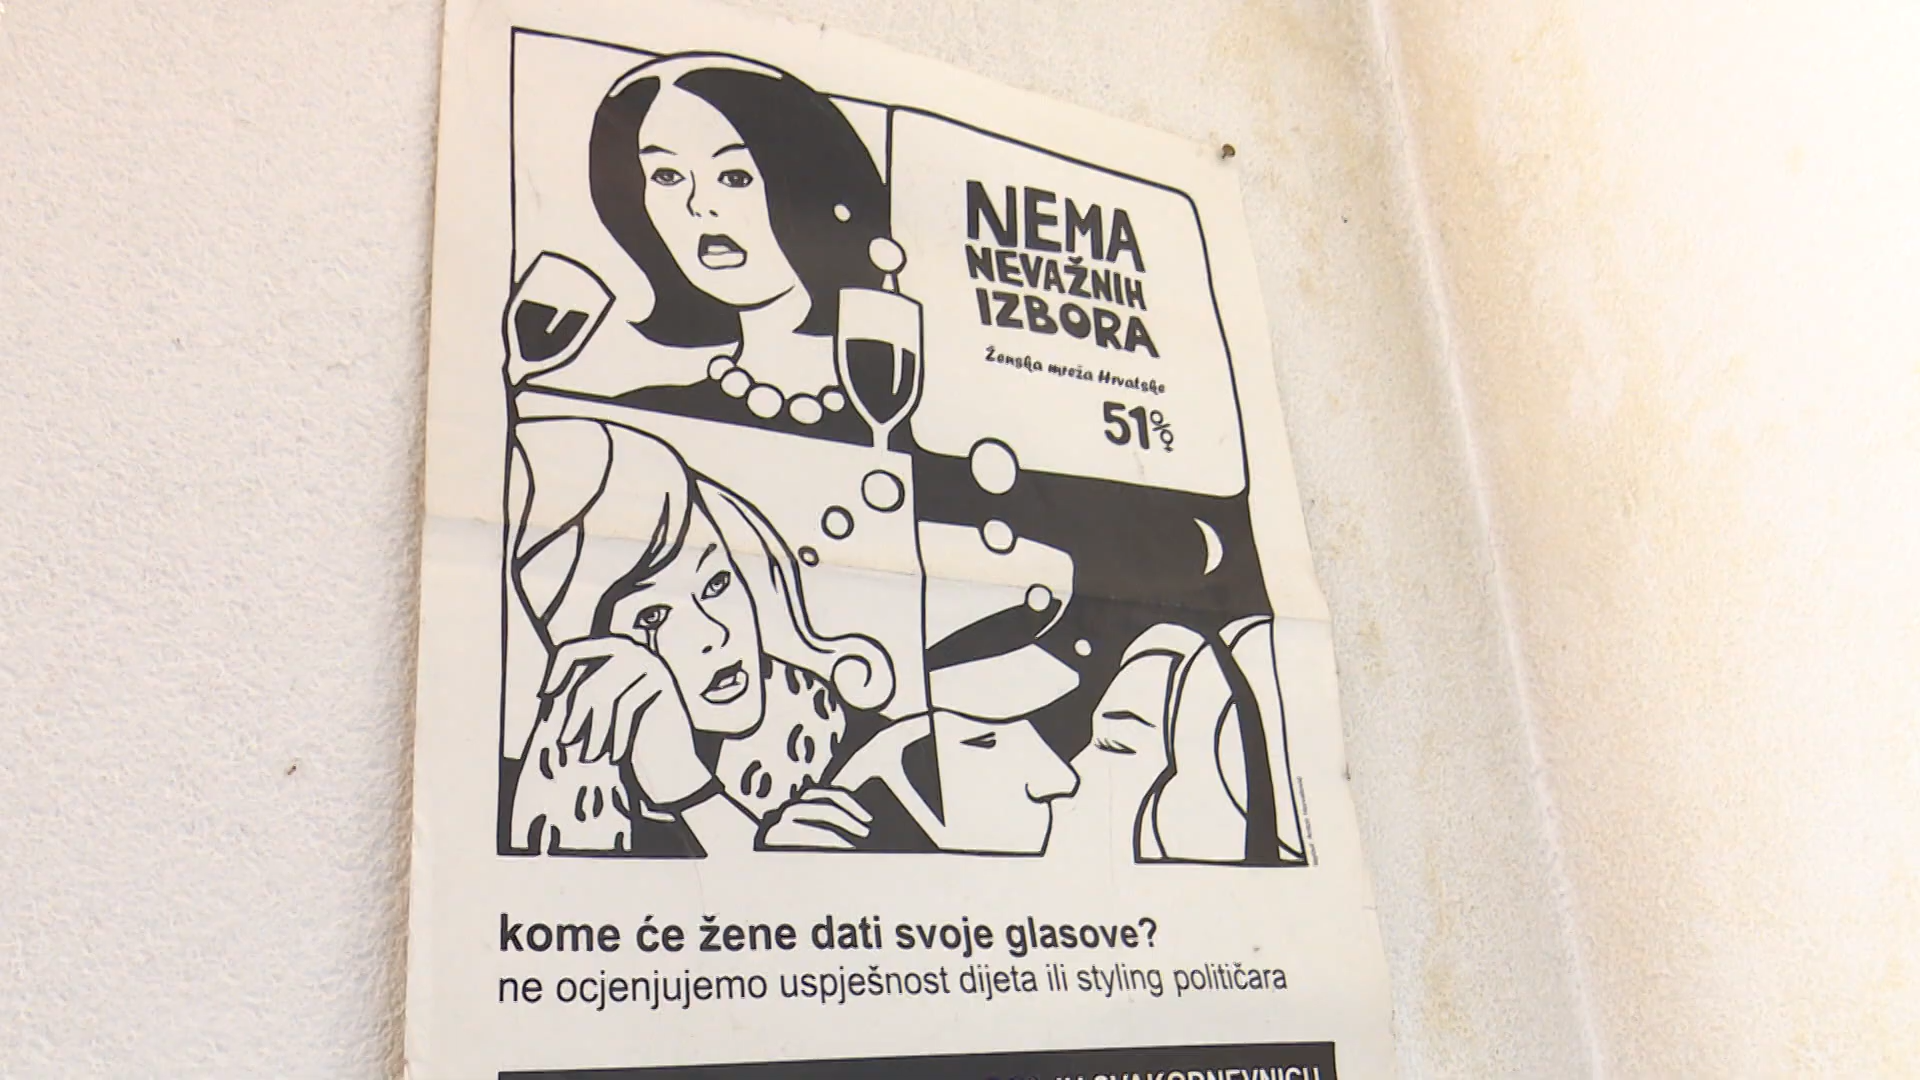 NEMA
NEVAŽNIH
IZBORA
Ženska mreža Hrvatske
51%
kome će žene dati svoje glasove?
ne ocjenjujemo uspješnost dijeta ili styling političara
SVAKODNEVNICU